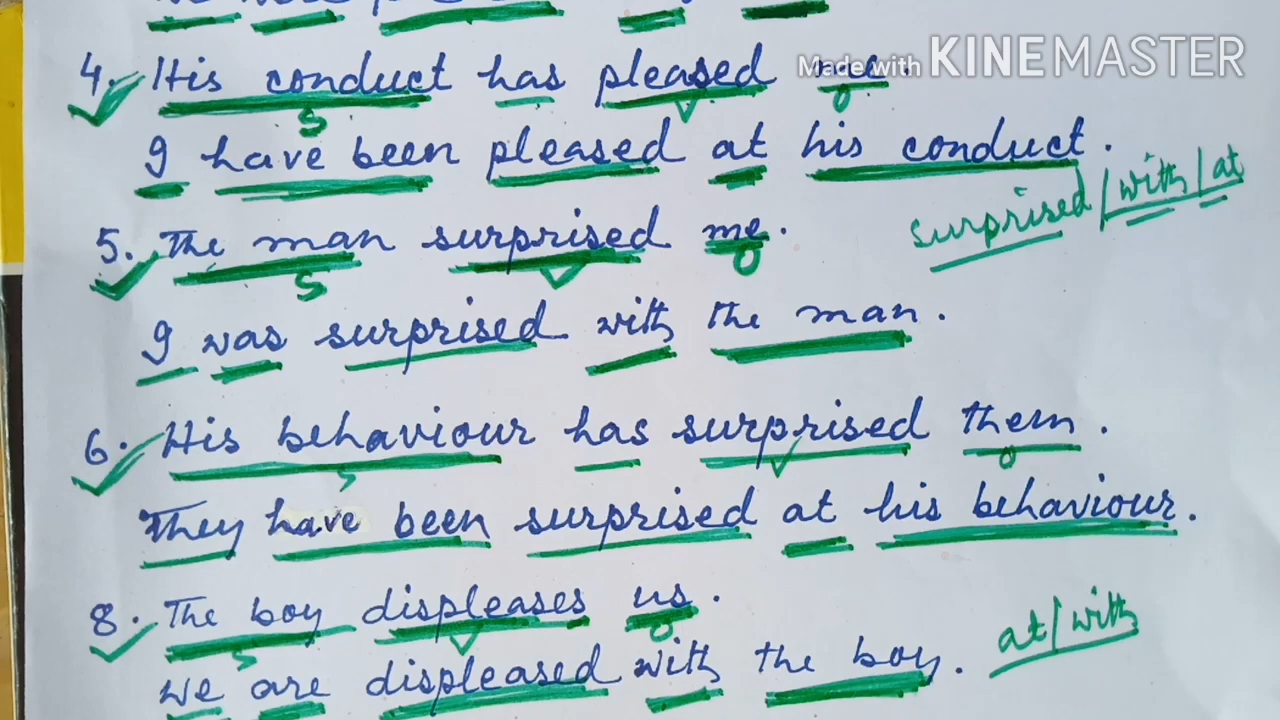 4. His conduct has pleased me.
Made with KINEMASTER
S V O
I have been pleased at his conduct.
surprised / with / at
5. The man surprised me.
S V O
I was surprised with the man.
6. His behaviour has surprised them.
S V O
They have been surprised at his behaviour.
8. The boy displeases us.
S V O
at / with
we are displeased with the boy.